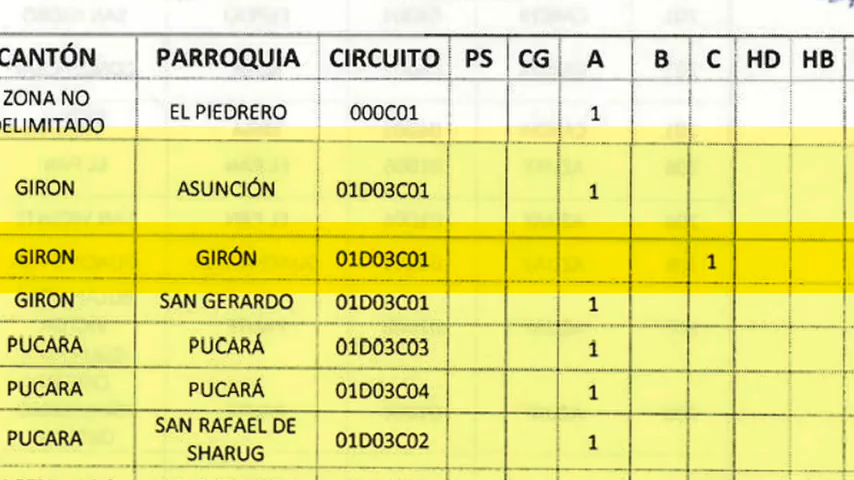 CANTÓN PARROQUIA CIRCUITO PS CG A B C HD HB
ZONA NO
DELIMITADO EL PIEDRERO 000C01 1
GIRON ASUNCIÓN 01D03C01 1
GIRON GIRÓN 01D03C01 1
GIRON SAN GERARDO 01D03C01 1
PUCARA PUCARÁ 01D03C03 1
PUCARA PUCARÁ 01D03C04 1
PUCARA SAN RAFAEL DE
SHARUG 01D03C02 1